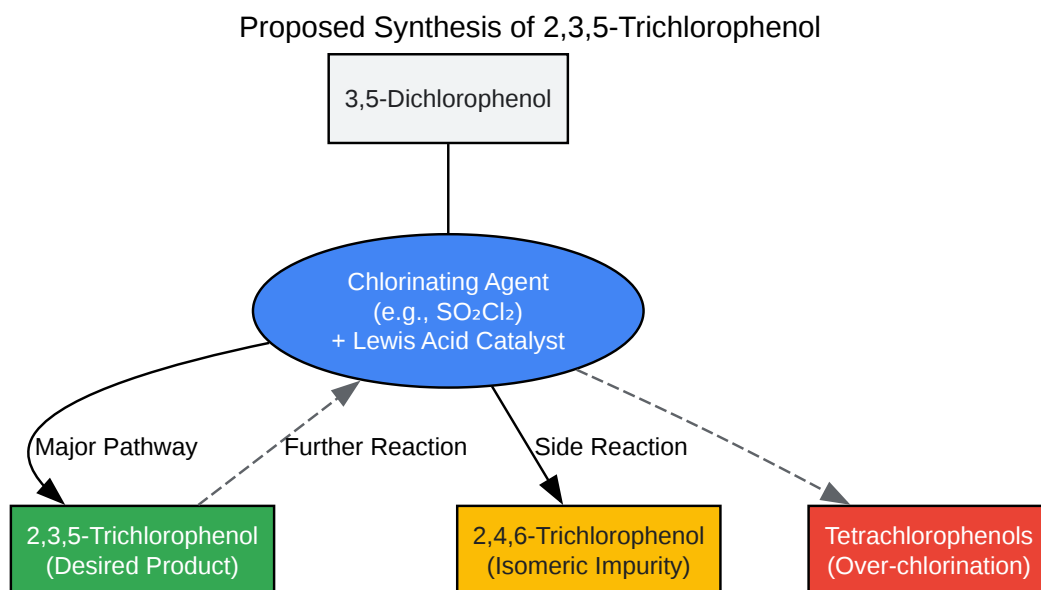 Proposed Synthesis of 2,3,5-Trichlorophenol
3,5-Dichlorophenol
Chlorinating Agent
(e.g., SO₂Cl₂)
+ Lewis Acid Catalyst
Major Pathway
Further Reaction
Side Reaction
2,3,5-Trichlorophenol
(Desired Product)
2,4,6-Trichlorophenol
(Isomeric Impurity)
Tetrachlorophenols
(Over-chlorination)